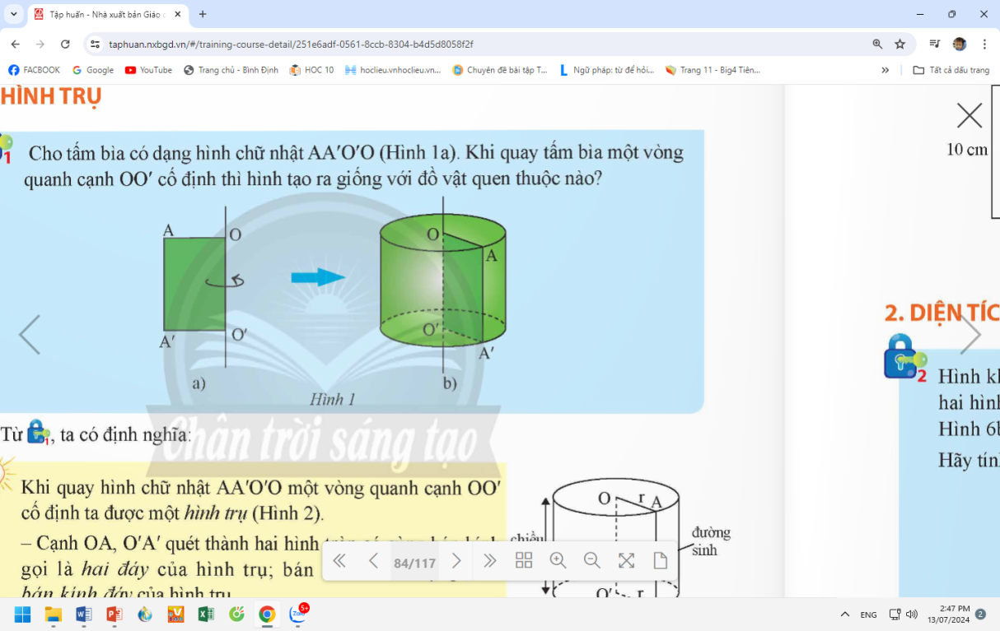 Tập huấn - Nhà xuất bản Giáo
taphuan.nxbgd.vn/#/training-course-detail/251e6adf-0561-8ccb-8304-b4d5d8058f2f
FACBOOK Google YouTube Trang chủ - Bình Định HOC 10 hoclieu.vnhoclieu.vn... Chuyên đề bài tập T... Ngữ pháp: từ để hỏi... Trang 11 - Big4 Tiên... Tất cả dấu trang
HÌNH TRỤ
1 Cho tấm bìa có dạng hình chữ nhật AA′O′O (Hình 1a). Khi quay tấm bìa một vòng
quanh cạnh OO′ cố định thì hình tạo ra giống với đồ vật quen thuộc nào?
A O
A′ O′
a)
O
A
O′
A′
b)
Hình 1
Chân trời sáng tạo
Từ 1, ta có định nghĩa:
Khi quay hình chữ nhật AA′O′O một vòng quanh cạnh OO′
cố định ta được một hình trụ (Hình 2).
– Cạnh OA, O′A′ quét thành hai hình
gọi là hai đáy của hình trụ; bán
bán kính đáy của hình trụ
O r A
chiều
đường
sinh
O′ r
84/117
10 cm
2. DIỆN TÍC
2 Hình
hai hìn
Hình 6
Hãy tín
5+
Zalo
ENG
2:47 PM
13/07/2024
2